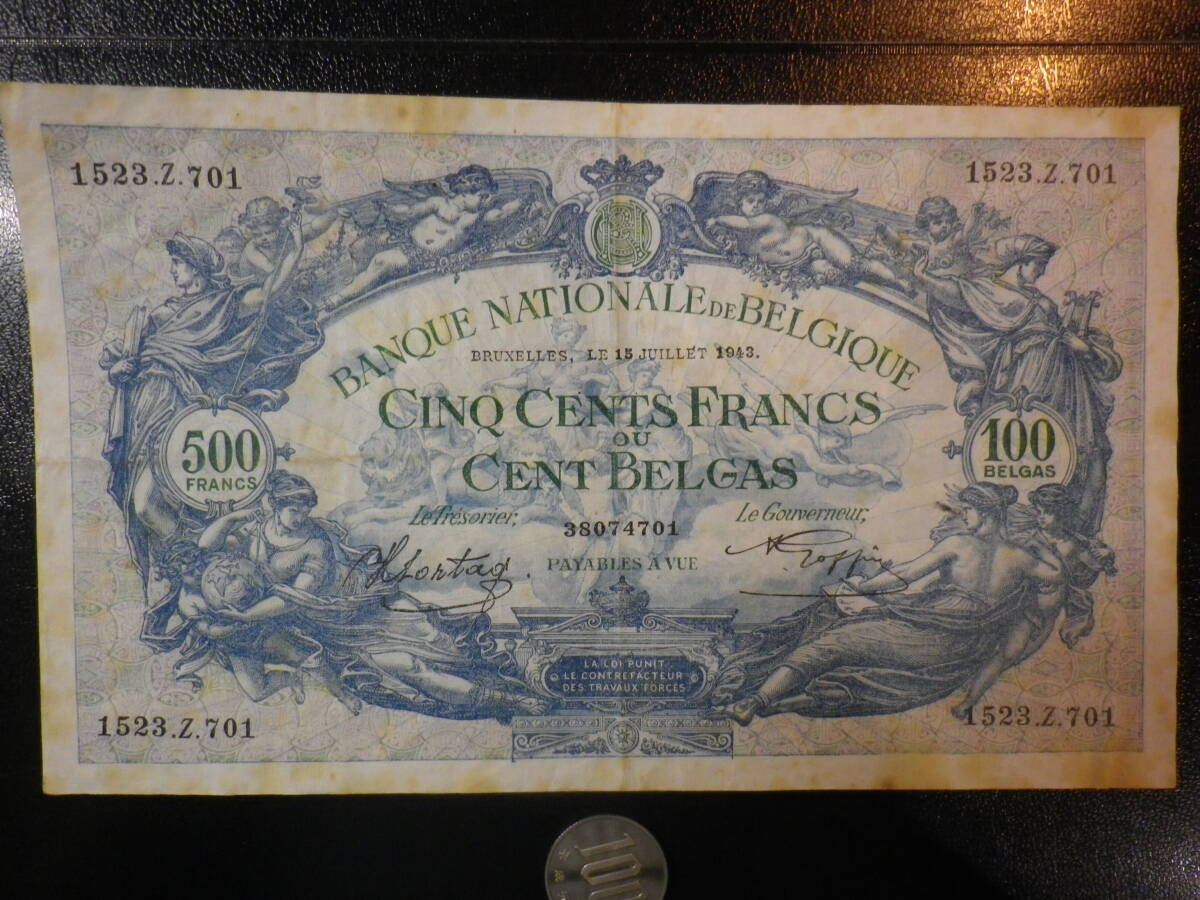 1523.Z.701
1523.Z.701
BANQUE NATIONALE DE BELGIQUE
BRUXELLES, LE 15 JUILLET 1943.
CINQ CENTS FRANCS
OU
CENT BELGAS
500
FRANCS
100
BELGAS
Le Trésorier,
38074701
Le Gouverneur,
PAYABLES À VUE
LA LOI PUNIT
LE CONTREFACTEUR
DES TRAVAUX FORCÉS
1523.Z.701
1523.Z.701
100